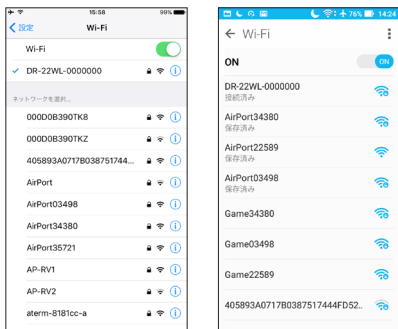 15:58
99%
設定
Wi-Fi
Wi-Fi
DR-22WL-0000000
ネットワークを選択...
000D0B390TK8
000D0B390TKZ
405893A0717B038751744...
AirPort
AirPort03498
AirPort34380
AirPort35721
AP-RV1
AP-RV2
aterm-8181cc-a
76% 14:24
Wi-Fi
ON
ON
DR-22WL-0000000
接続済み
AirPort34380
保存済み
AirPort22589
保存済み
AirPort03498
保存済み
Game34380
Game03498
Game22589
405893A0717B0387517444FD52..